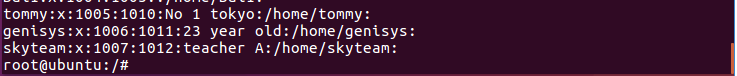 tommy:x:1005:1010:No 1 tokyo:/home/tommy:
genisys:x:1006:1011:23 year old:/home/genisys:
skyteam:x:1007:1012:teacher A:/home/skyteam:
root@ubuntu:/#